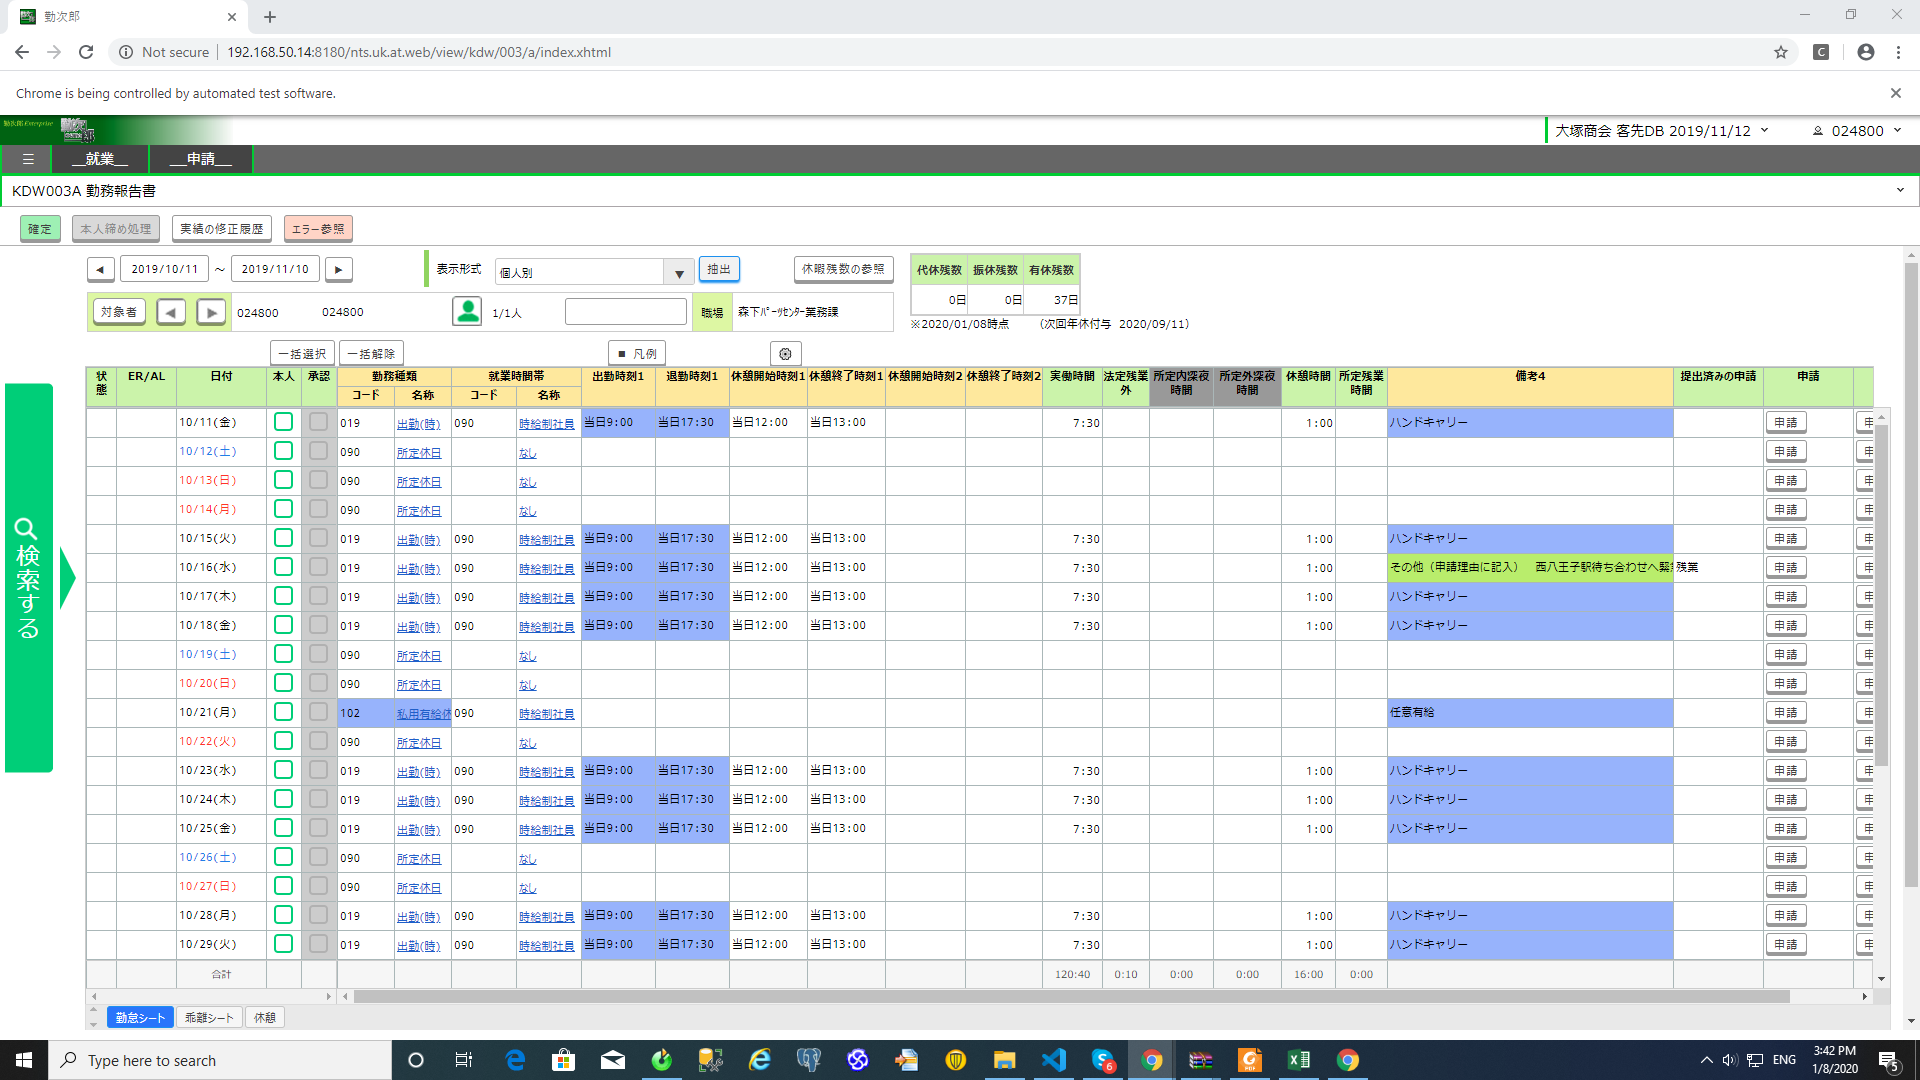 勤次郎
Not secure 192.168.50.14:8180/nts.uk.at.web/view/kdw/003/a/index.xhtml
Chrome is being controlled by automated test software.
勤次郎 Enterprise
大塚商会 客先DB 2019/11/12 024800
☰ __就業__ __申請__
KDW003A 勤務報告書
確定 本人締め処理 実績の修正履歴 エラー参照
◀ 2019/10/11 ～ 2019/11/10 ▶ 表示形式 個人別 ▼ 抽出 休暇残数の参照 代休残数 振休残数 有休残数
0日 0日 37日
対象者 ◀ ▶ 024800 024800 1/1人 職場 森下ﾊﾟｰﾂｾﾝﾀｰ業務課
※2020/01/08時点 (次回年休付与 2020/09/11)
一括選択 一括解除 ■ 凡例
検索する
状態 ER/AL 日付 本人 承認 勤務種類 就業時間帯 出勤時刻1 退勤時刻1 休憩開始時刻1 休憩終了時刻1 休憩開始時刻2 休憩終了時刻2 実働時間 法定残業外 所定内深夜時間 所定外深夜時間 休憩時間 所定残業時間 備考4 提出済みの申請 申請
コード 名称 コード 名称
10/11(金) 019 出勤(時) 090 時給制社員 当日9:00 当日17:30 当日12:00 当日13:00 7:30 1:00 ハンドキャリー 申請
10/12(土) 090 所定休日 なし 申請
10/13(日) 090 所定休日 なし 申請
10/14(月) 090 所定休日 なし 申請
10/15(火) 019 出勤(時) 090 時給制社員 当日9:00 当日17:30 当日12:00 当日13:00 7:30 1:00 ハンドキャリー 申請
10/16(水) 019 出勤(時) 090 時給制社員 当日9:00 当日17:30 当日12:00 当日13:00 7:30 1:00 その他（申請理由に記入） 西八王子駅待ち合わせへ緊 残業 申請
10/17(木) 019 出勤(時) 090 時給制社員 当日9:00 当日17:30 当日12:00 当日13:00 7:30 1:00 ハンドキャリー 申請
10/18(金) 019 出勤(時) 090 時給制社員 当日9:00 当日17:30 当日12:00 当日13:00 7:30 1:00 ハンドキャリー 申請
10/19(土) 090 所定休日 なし 申請
10/20(日) 090 所定休日 なし 申請
10/21(月) 102 私用有給休 090 時給制社員 任意有給 申請
10/22(火) 090 所定休日 なし 申請
10/23(水) 019 出勤(時) 090 時給制社員 当日9:00 当日17:30 当日12:00 当日13:00 7:30 1:00 ハンドキャリー 申請
10/24(木) 019 出勤(時) 090 時給制社員 当日9:00 当日17:30 当日12:00 当日13:00 7:30 1:00 ハンドキャリー 申請
10/25(金) 019 出勤(時) 090 時給制社員 当日9:00 当日17:30 当日12:00 当日13:00 7:30 1:00 ハンドキャリー 申請
10/26(土) 090 所定休日 なし 申請
10/27(日) 090 所定休日 なし 申請
10/28(月) 019 出勤(時) 090 時給制社員 当日9:00 当日17:30 当日12:00 当日13:00 7:30 1:00 ハンドキャリー 申請
10/29(火) 019 出勤(時) 090 時給制社員 当日9:00 当日17:30 当日12:00 当日13:00 7:30 1:00 ハンドキャリー 申請
合計 120:40 0:10 0:00 0:00 16:00 0:00
勤怠シート 乖離シート 休憩
Type here to search ENG 3:42 PM
1/8/2020